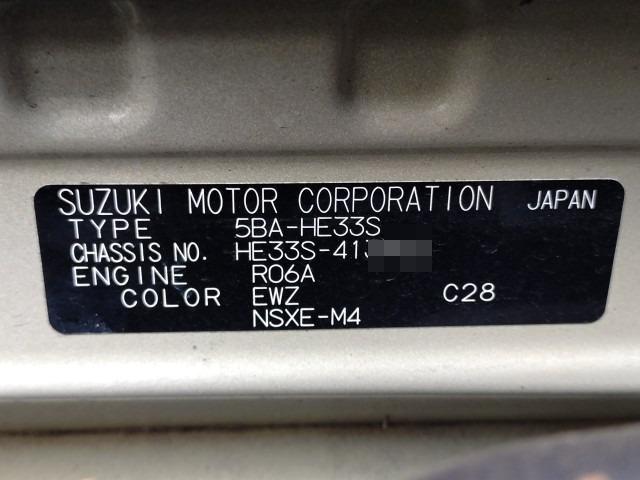 SUZUKI MOTOR CORPORATION JAPAN
TYPE 5BA-HE33S
CHASSIS NO. HE33S-41
ENGINE R06A
COLOR EWZ C28
NSXE-M4